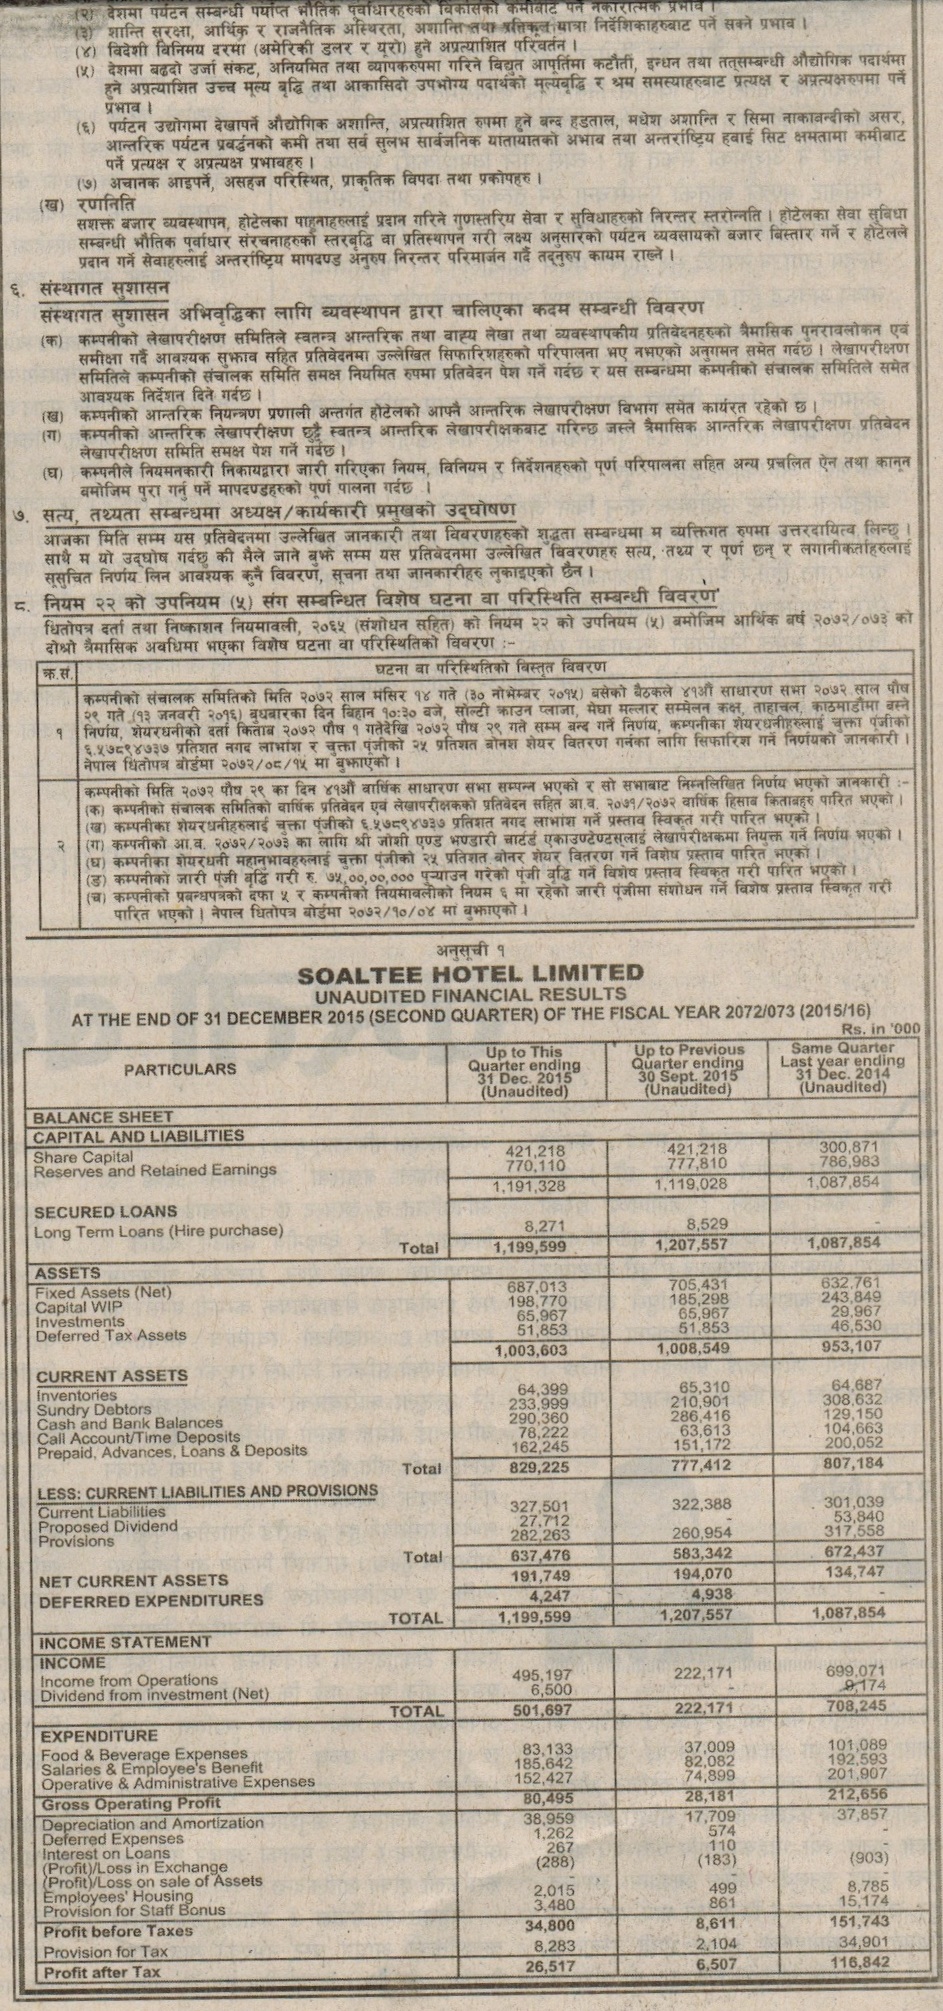 (२) देशमा पर्यटन सम्बन्धी पर्याप्त भौतिक पूर्वाधारहरुको विकासको कमीबाट पर्ने नकारात्मक प्रभाव ।
(३) शान्ति सुरक्षा, आर्थिक र राजनैतिक अस्थिरता, अशान्ति तथा प्रतिकूल यात्रा निर्देशिकाहरुबाट पर्ने सक्ने प्रभाव ।
(४) विदेशी विनिमय दरमा (अमेरिकी डलर र यूरो) हुने अप्रत्याशित परिवर्तन ।
(५) देशमा बढ्दो उर्जा संकट, अनियमित तथा व्यापकरुपमा गरिने विद्युत आपूर्तिमा कटौती, इन्धन तथा तत्सम्बन्धी औद्योगिक पदार्थमा
हुने अप्रत्याशित उच्च मूल्य बृद्धि तथा आकासिदो उपभोग्य पदार्थको मूल्यबृद्धि र श्रम समस्याहरुबाट प्रत्यक्ष र अप्रत्यक्षरुपमा पर्ने
प्रभाव ।
(६) पर्यटन उद्योगमा देखापर्ने औद्योगिक अशान्ति, अप्रत्याशित रुपमा हुने बन्द हडताल, मधेश अशान्ति र सिमा नाकाबन्दीको असर,
आन्तरिक पर्यटन प्रबर्द्धनको कमी तथा सर्व सुलभ सार्वजनिक यातायातको अभाब तथा अन्तर्राष्ट्रिय हवाई सिट क्षमतामा कमीबाट
पर्ने प्रत्यक्ष र अप्रत्यक्ष प्रभावहरु ।
(७) अचानक आइपर्ने, असहज परिस्थित, प्राकृतिक विपदा तथा प्रकोपहरु ।
(ख) रणनिति
सशक्त बजार व्यवस्थापन, होटेलका पाहूनाहरुलाई प्रदान गरिने गुणस्तरिय सेवा र सुविधाहरुको निरन्तर स्तरोन्नति । होटेलका सेवा सुबिधा
सम्बन्धी भौतिक पूर्वाधार संरचनाहरुको स्तरबृद्धि वा प्रतिस्थापन गरी लक्ष्य अनुसारको पर्यटन व्यवसायको बजार बिस्तार गर्ने र होटेलले
प्रदान गर्ने सेवाहरुलाई अन्तर्राष्ट्रिय मापदण्ड अनुरुप निरन्तर परिमार्जन गर्दै तद्नुरुप कायम राख्ने ।
६. संस्थागत सुशासन
संस्थागत सुशासन अभिवृद्धिका लागि व्यवस्थापन द्वारा चालिएका कदम सम्बन्धी विवरण
(क) कम्पनीको लेखापरीक्षण समितिले स्वतन्त्र आन्तरिक तथा वाह्य लेखा तथा व्यवस्थापकीय प्रतिवेदनहरुको त्रैमासिक पुनरावलोकन एवं
समीक्षा गर्दै आवश्यक सुझाव सहित प्रतिवेदनमा उल्लेखित सिफारिशहरुको परिपालना भए नभएको अनुगमन समेत गर्दछ । लेखापरीक्षण
समितिले कम्पनीको संचालक समिति समक्ष नियमित रुपमा प्रतिवेदन पेश गर्ने गर्दछ र यस सम्बन्धमा कम्पनीको संचालक समितिले समेत
आवश्यक निर्देशन दिने गर्दछ ।
(ख) कम्पनीको आन्तरिक नियन्त्रण प्रणाली अन्तर्गत होटेलको आफ्नै आन्तरिक लेखापरीक्षण विभाग समेत कार्यरत रहेको छ ।
(ग) कम्पनीको आन्तरिक लेखापरीक्षण छुट्टै स्वतन्त्र आन्तरिक लेखापरीक्षकबाट गरिन्छ जस्ले त्रैमासिक आन्तरिक लेखापरीक्षण प्रतिवेदन
लेखापरीक्षण समिति समक्ष पेश गर्ने गर्दछ ।
(घ) कम्पनीले नियमनकारी निकायद्वारा जारी गरिएका नियम, विनियम र निर्देशनहरुको पूर्ण परिपालना सहित अन्य प्रचलित ऐन तथा कानून
बमोजिम पुरा गर्नु पर्ने मापदण्डहरुको पूर्ण पालना गर्दछ ।
७. सत्य, तथ्यता सम्बन्धमा अध्यक्ष/कार्यकारी प्रमुखको उद्घोषण
आजका मिति सम्म यस प्रतिवेदनमा उल्लेखित जानकारी तथा विवरणहरुको शुद्धता सम्बन्धमा म व्यक्तिगत रुपमा उत्तरदायित्व लिन्छु ।
साथै म यो उद्घोष गर्दछु की मैले जाने बुझे सम्म यस प्रतिवेदनमा उल्लेखित विवरणहरु सत्य, तथ्य र पूर्ण छन् र लगानीकर्ताहरुलाई
सूसूचित निर्णय लिन आवश्यक कुनै विवरण, सुचना तथा जानकारीहरु लुकाइएको छैन ।
८. नियम २२ को उपनियम (५) संग सम्बन्धित विशेष घटना वा परिस्थिति सम्बन्धी विवरण
धितोपत्र दर्ता तथा निष्काशन नियमावली, २०६५ (संशोधन सहित) को नियम २२ को उपनियम (५) बमोजिम आर्थिक बर्ष २०७२/०७३ को
दोश्रो त्रैमासिक अवधिमा भएका विशेष घटना वा परिस्थितिको विवरण :-
क्र.सं. घटना वा परिस्थितिको विस्तृत विवरण
१ कम्पनीको संचालक समितिको मिति २०७२ साल मंसिर १४ गते (३० नोभेम्बर २०१५) बसेको बैठकले ४१औं साधारण सभा २०७२ साल पौष
२९ गते (१३ जनवरी २०१६) बुधबारका दिन बिहान १०:३० बजे, सोल्टी क्राउन प्लाजा, मेघा मल्लार सम्मेलन कक्ष, ताहाचल, काठमाडौंमा बस्ने
निर्णय, शेयरधनीको दर्ता किताब २०७२ पौष १ गतेदेखि २०७२ पौष २९ गते सम्म बन्द गर्ने निर्णय, कम्पनीका शेयरधनीहरुलाई चुक्ता पूंजीको
६.५७८९४७३७ प्रतिशत नगद लाभांश र चुक्ता पूंजीको २५ प्रतिशत बोनश शेयर वितरण गर्नका लागि सिफारिश गर्ने निर्णयको जानकारी ।
नेपाल धितोपत्र बोर्डमा २०७२/०८/१५ मा बुझाएको ।
२ कम्पनीको मिति २०७२ पौष २९ का दिन ४१औं वार्षिक साधारण सभा सम्पन्न भएको र सो सभाबाट निम्नलिखित निर्णय भएको जानकारी :-
(क) कम्पनीको संचालक समितिको वार्षिक प्रतिवेदन एवं लेखापरीक्षकको प्रतिवेदन सहित आ.व. २०७१/२०७२ वार्षिक हिसाब किताबहरु पारित भएको ।
(ख) कम्पनीका शेयरधनीहरुलाई चुक्ता पूंजीको ६.५७८९४७३७ प्रतिशत नगद लाभांश गर्ने प्रस्ताव स्विकृत गरी पारित भएको ।
(ग) कम्पनीको आ.व. २०७२/२०७३ का लागि श्री जोशी एण्ड भण्डारी चार्टर्ड एकाउण्टेण्टसलाई लेखापरीक्षकमा नियुक्त गर्ने निर्णय भएको ।
(घ) कम्पनीका शेयरधनी महानुभावहरुलाई चुक्ता पूंजीको २५ प्रतिशत बोनर शेयर वितरण गर्ने विशेष प्रस्ताव पारित भएको ।
(ङ) कम्पनीको जारी पूंजी बृद्धि गरी रु. ७५,००,००,००० पुर्‍याउन गरेको पूंजी वृद्धि गर्ने विशेष प्रस्ताव स्विकृत गरी पारित भएको ।
(च) कम्पनीको प्रबन्धपत्रको दफा ५ र कम्पनीको नियमावलीको नियम ६ मा रहेको जारी पूंजीमा संशोधन गर्ने विशेष प्रस्ताव स्विकृत गरी
पारित भएको । नेपाल धितोपत्र बोर्डमा २०७२/१०/०४ मा बुझाएको ।
अनुसूची १
SOALTEE HOTEL LIMITED
UNAUDITED FINANCIAL RESULTS
AT THE END OF 31 DECEMBER 2015 (SECOND QUARTER) OF THE FISCAL YEAR 2072/073 (2015/16)
Rs. in '000
PARTICULARS Up to This Quarter ending 31 Dec. 2015 (Unaudited) Up to Previous Quarter ending 30 Sept. 2015 (Unaudited) Same Quarter Last year ending 31 Dec. 2014 (Unaudited)
BALANCE SHEET
CAPITAL AND LIABILITIES
Share Capital 421,218 421,218 300,871
Reserves and Retained Earnings 770,110 777,810 786,983
1,191,328 1,119,028 1,087,854
SECURED LOANS
Long Term Loans (Hire purchase) 8,271 8,529 -
Total 1,199,599 1,207,557 1,087,854
ASSETS
Fixed Assets (Net) 687,013 705,431 632,761
Capital WIP 198,770 185,298 243,849
Investments 65,967 65,967 29,967
Deferred Tax Assets 51,853 51,853 46,530
1,003,603 1,008,549 953,107
CURRENT ASSETS
Inventories 64,399 65,310 64,687
Sundry Debtors 233,999 210,901 308,632
Cash and Bank Balances 290,360 286,416 129,150
Call Account/Time Deposits 78,222 63,613 104,663
Prepaid, Advances, Loans & Deposits 162,245 151,172 200,052
Total 829,225 777,412 807,184
LESS: CURRENT LIABILITIES AND PROVISIONS
Current Liabilities 327,501 322,388 301,039
Proposed Dividend 27,712 - 53,840
Provisions 282,263 260,954 317,558
Total 637,476 583,342 672,437
NET CURRENT ASSETS 191,749 194,070 134,747
DEFERRED EXPENDITURES 4,247 4,938 -
TOTAL 1,199,599 1,207,557 1,087,854
INCOME STATEMENT
INCOME
Income from Operations 495,197 222,171 699,071
Dividend from investment (Net) 6,500 - 9,174
TOTAL 501,697 222,171 708,245
EXPENDITURE
Food & Beverage Expenses 83,133 37,009 101,089
Salaries & Employee's Benefit 185,642 82,082 192,593
Operative & Administrative Expenses 152,427 74,899 201,907
Gross Operating Profit 80,495 28,181 212,656
Depreciation and Amortization 38,959 17,709 37,857
Deferred Expenses 1,262 574 -
Interest on Loans 267 110 -
(Profit)/Loss in Exchange (288) (183) (903)
(Profit)/Loss on sale of Assets
Employees' Housing 2,015 499 8,785
Provision for Staff Bonus 3,480 861 15,174
Profit before Taxes 34,800 8,611 151,743
Provision for Tax 8,283 2,104 34,901
Profit after Tax 26,517 6,507 116,842